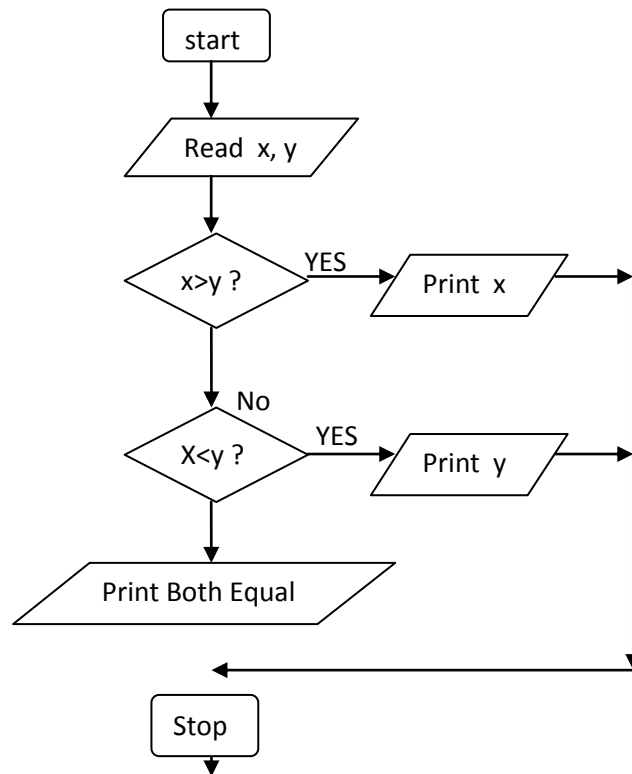 start
Read x, y
x>y ?
YES
Print x
No
X<y ?
YES
Print y
Print Both Equal
Stop